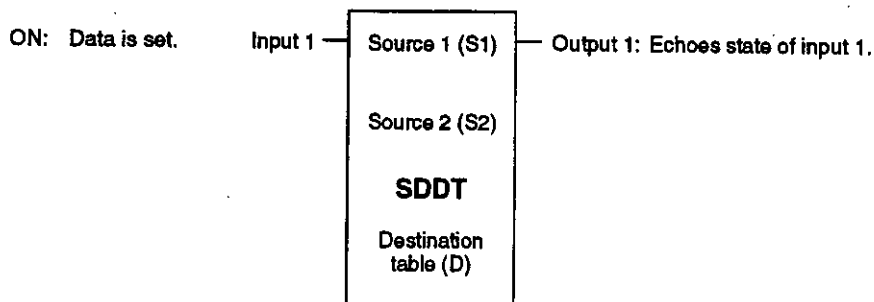 ON: Data is set. Input 1 Source 1 (S1) Output 1: Echoes state of input 1.
Source 2 (S2)
SDDT
Destination
table (D)